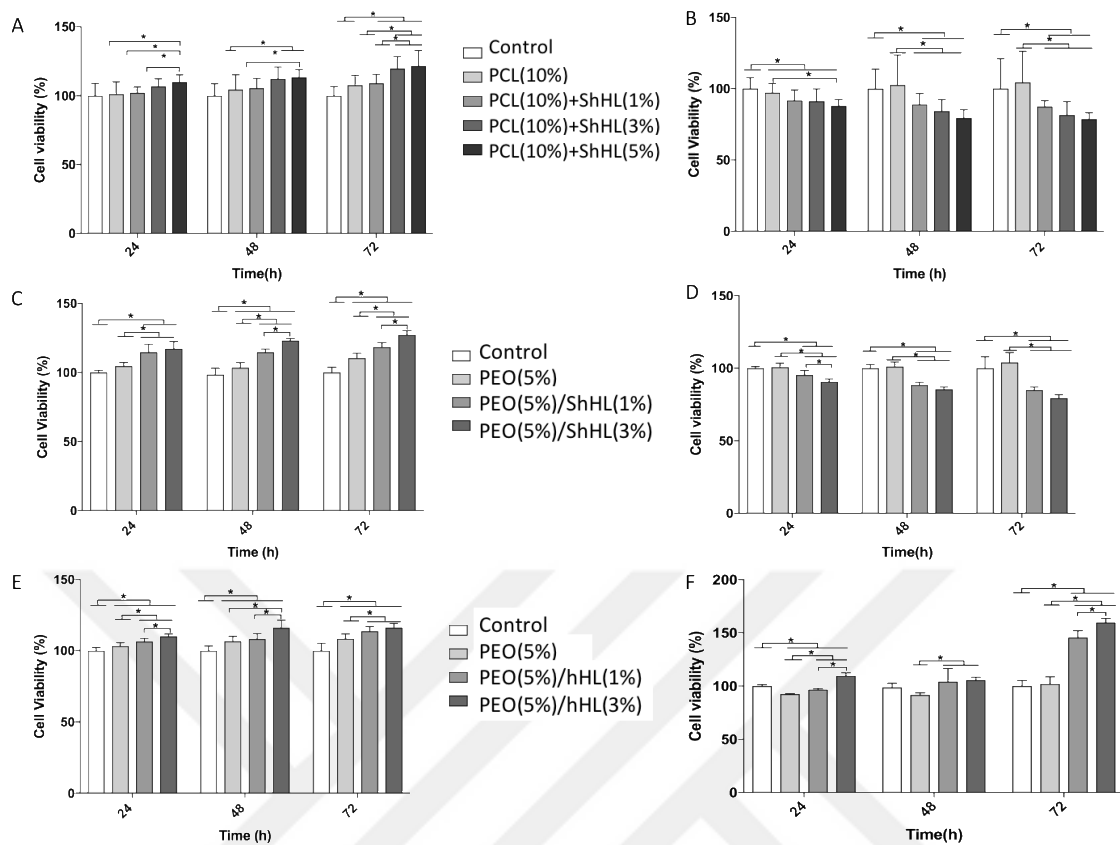 A
Cell viability (%)
150
100
50
0
24
48
72
Time(h)
*
*
*
*
*
*
*
*
*
Control
PCL(10%)
PCL(10%)+ShHL(1%)
PCL(10%)+ShHL(3%)
PCL(10%)+ShHL(5%)
B
Cell Viability (%)
150
100
50
0
24
48
72
Time (h)
*
*
*
*
*
*
C
Cell Viability (%)
150
100
50
0
24
48
72
Time (h)
*
*
*
*
*
*
*
*
Control
PEO(5%)
PEO(5%)/ShHL(1%)
PEO(5%)/ShHL(3%)
D
Cell viability (%)
150
100
50
0
24
48
72
Time(h)
*
*
*
*
*
*
*
E
Cell Viability (%)
150
100
50
0
24
48
72
Time (h)
*
*
*
*
*
*
*
*
Control
PEO(5%)
PEO(5%)/hHL(1%)
PEO(5%)/hHL(3%)
F
Cell viability (%)
200
150
100
50
0
24
48
72
Time(h)
*
*
*
*
*
*
*